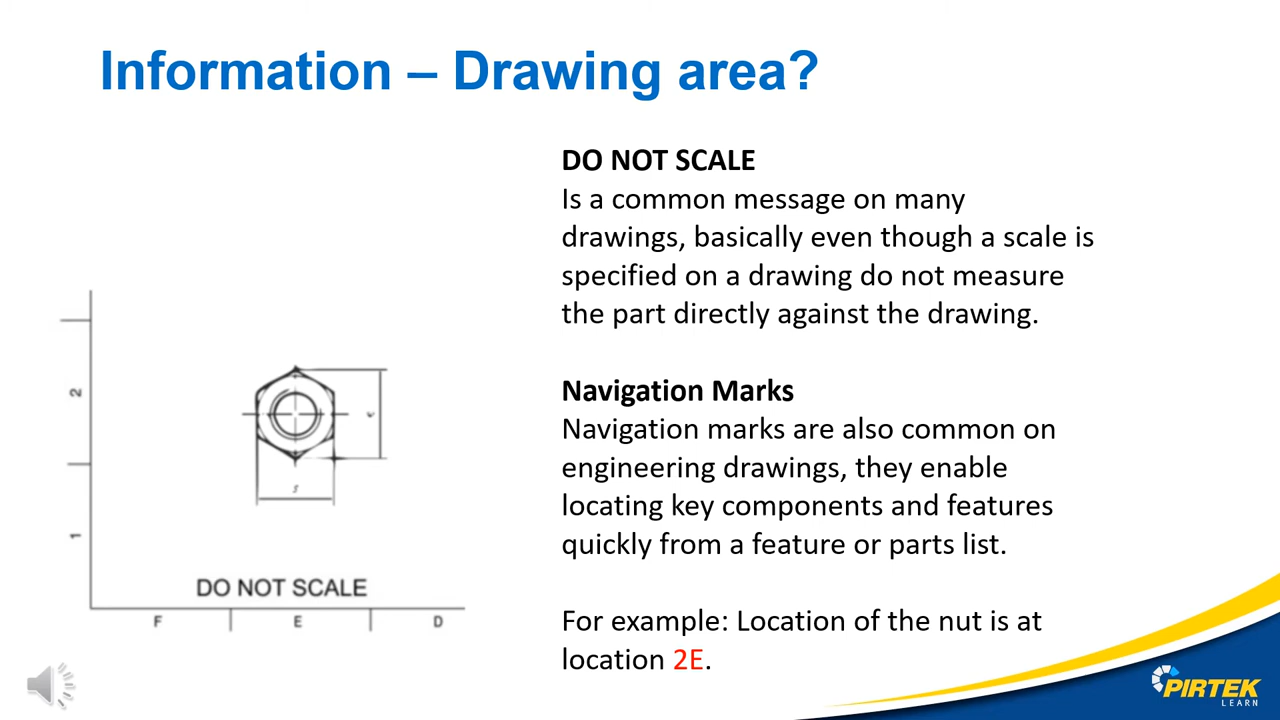 Information – Drawing area?
DO NOT SCALE
Is a common message on many
drawings, basically even though a scale is
specified on a drawing do not measure
the part directly against the drawing.
Navigation Marks
Navigation marks are also common on
engineering drawings, they enable
locating key components and features
quickly from a feature or parts list.
For example: Location of the nut is at
location 2E.
2
1
DO NOT SCALE
F E D
PIRTEK
LEARN